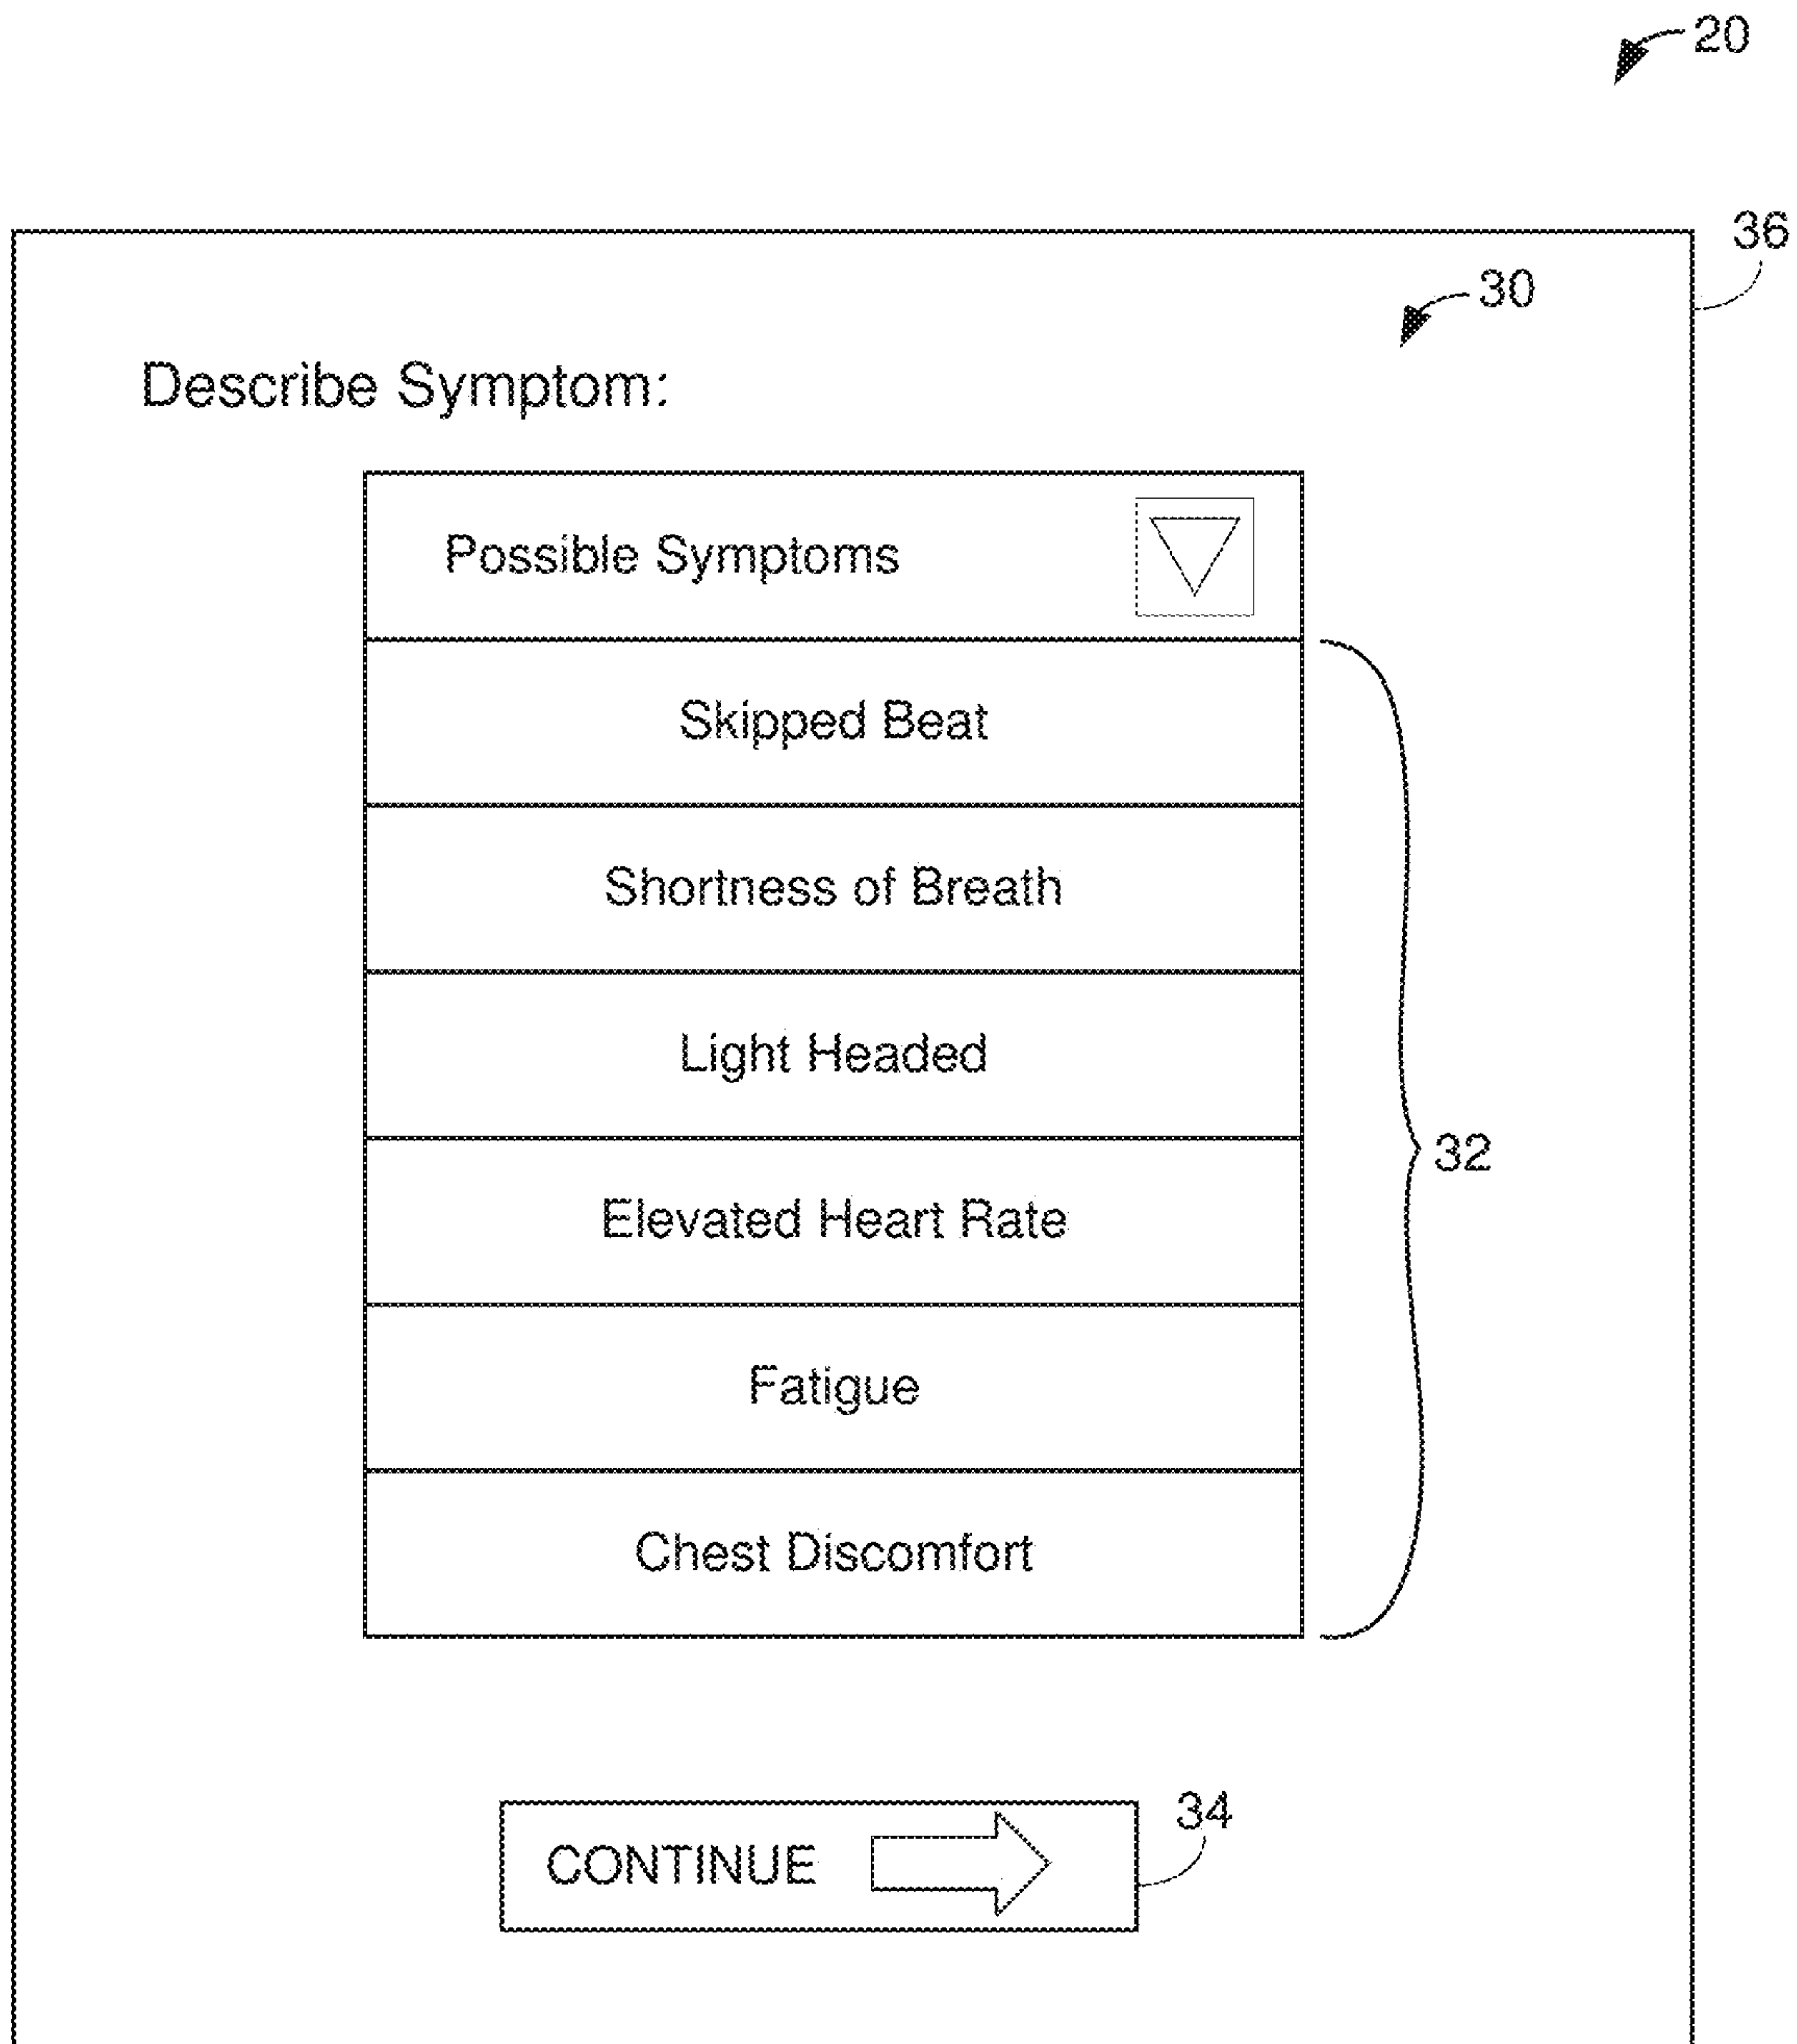 20
36
30
Describe Symptom:
Possible Symptoms
Skipped Beat
Shortness of Breath
Light Headed
Elevated Heart Rate
32
Fatigue
Chest Discomfort
34
CONTINUE